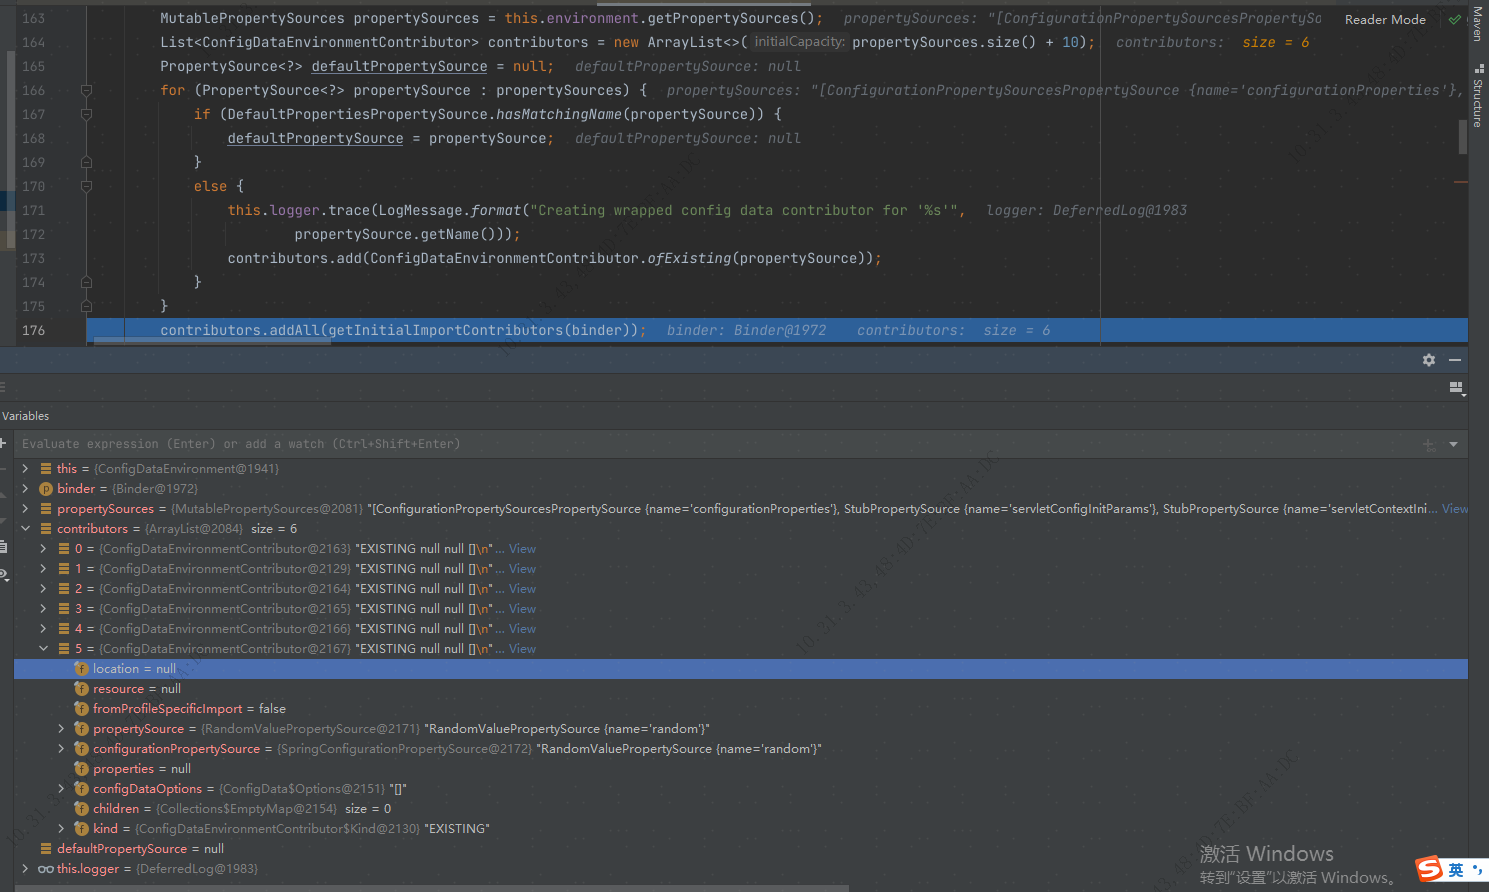 163 MutablePropertySources propertySources = this.environment.getPropertySources(); propertySources: "[ConfigurationPropertySourcesPropertySo
Reader Mode
164 List<ConfigDataEnvironmentContributor> contributors = new ArrayList<>( initialCapacity: propertySources.size() + 10); contributors: size = 6
165 PropertySource<?> defaultPropertySource = null; defaultPropertySource: null
166 for (PropertySource<?> propertySource : propertySources) { propertySources: "[ConfigurationPropertySourcesPropertySource {name='configurationProperties'},
167 if (DefaultPropertiesPropertySource.hasMatchingName(propertySource)) {
168 defaultPropertySource = propertySource; defaultPropertySource: null
169 }
170 else {
171 this.logger.trace(LogMessage.format("Creating wrapped config data contributor for '%s'", logger: DeferredLog@1983
172 propertySource.getName()));
173 contributors.add(ConfigDataEnvironmentContributor.ofExisting(propertySource));
174 }
175 }
176 contributors.addAll(getInitialImportContributors(binder)); binder: Binder@1972 contributors: size = 6
Maven
Structure
Variables
Evaluate expression (Enter) or add a watch (Ctrl+Shift+Enter)
this = {ConfigDataEnvironment@1941}
p binder = {Binder@1972}
propertySources = {MutablePropertySources@2081} "[ConfigurationPropertySourcesPropertySource {name='configurationProperties'}, StubPropertySource {name='servletConfigInitParams'}, StubPropertySource {name='servletContextIni... View
contributors = {ArrayList@2084} size = 6
0 = {ConfigDataEnvironmentContributor@2163} "EXISTING null null []\n" ... View
1 = {ConfigDataEnvironmentContributor@2129} "EXISTING null null []\n" ... View
2 = {ConfigDataEnvironmentContributor@2164} "EXISTING null null []\n" ... View
3 = {ConfigDataEnvironmentContributor@2165} "EXISTING null null []\n" ... View
4 = {ConfigDataEnvironmentContributor@2166} "EXISTING null null []\n" ... View
5 = {ConfigDataEnvironmentContributor@2167} "EXISTING null null []\n" ... View
f location = null
f resource = null
f fromProfileSpecificImport = false
f propertySource = {RandomValuePropertySource@2171} "RandomValuePropertySource {name='random'}"
f configurationPropertySource = {SpringConfigurationPropertySource@2172} "RandomValuePropertySource {name='random'}"
f properties = null
f configDataOptions = {ConfigData$Options@2151} "[]"
f children = {Collections$EmptyMap@2154} size = 0
f kind = {ConfigDataEnvironmentContributor$Kind@2130} "EXISTING"
defaultPropertySource = null
this.logger = {DeferredLog@1983}
激活 Windows
转到"设置"以激活 Windows。
S 英